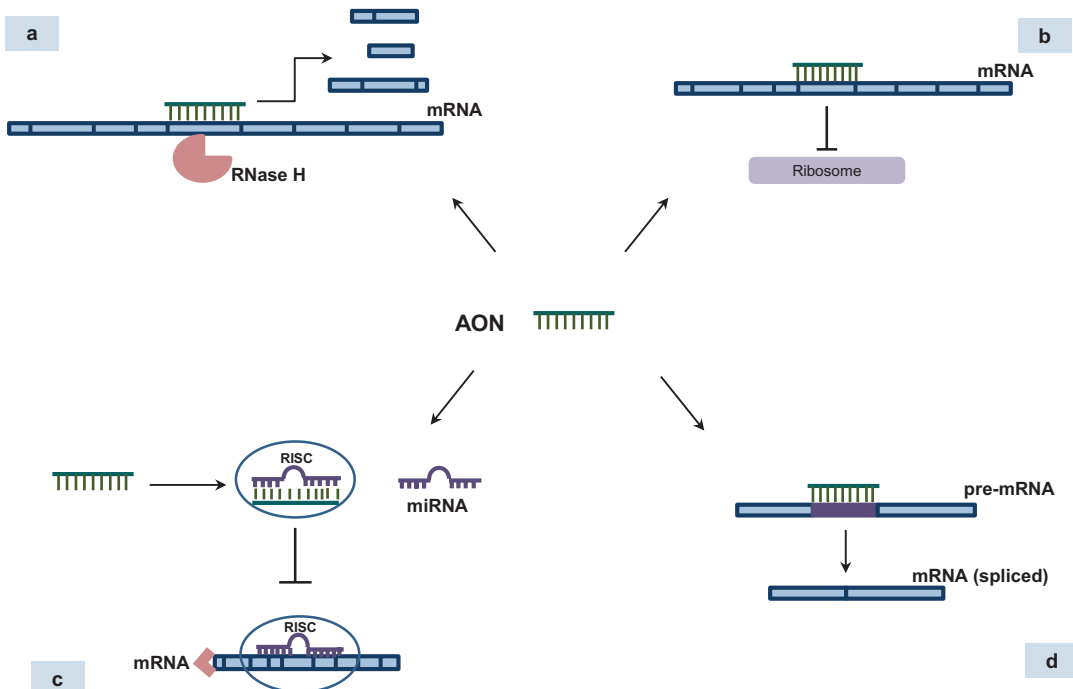 a
mRNA
RNase H
b
mRNA
Ribosome
AON
RISC
miRNA
RISC
mRNA
c
pre-mRNA
mRNA (spliced)
d